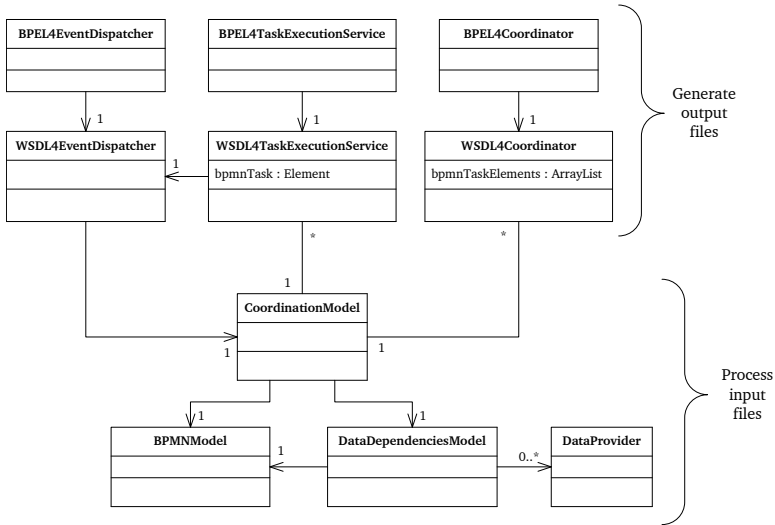 BPEL4EventDispatcher
BPEL4TaskExecutionService
BPEL4Coordinator
1
1
1
Generate
output
files
WSDL4EventDispatcher
WSDL4TaskExecutionService
WSDL4Coordinator
1
bpmnTask : Element
bpmnTaskElements : ArrayList
*
*
1
CoordinationModel
1
1
Process
input
files
1
1
BPMNModel
DataDependenciesModel
DataProvider
1
0..*